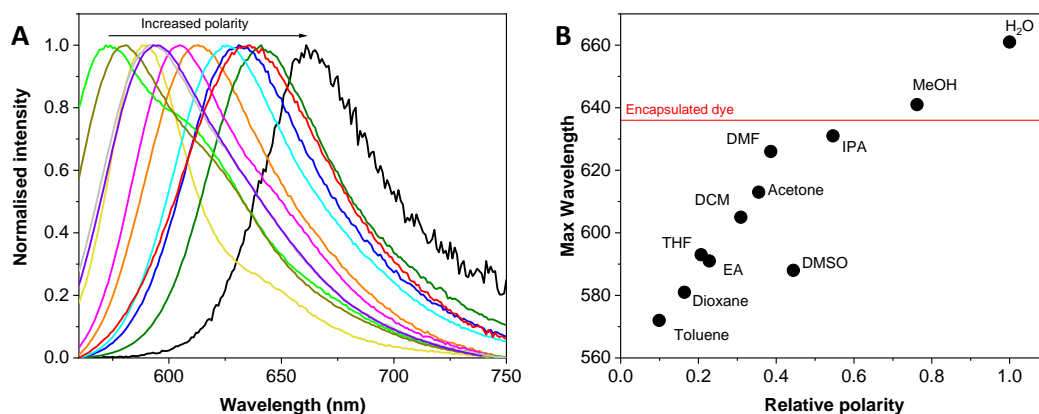 A
Increased polarity
Normalised intensity
1.0
0.8
0.6
0.4
0.2
0.0
600
650
700
750
Wavelength (nm)
B
H₂O
MeOH
Encapsulated dye
DMF
IPA
Acetone
DCM
THF
EA
DMSO
Dioxane
Toluene
Max Wavelength
660
640
620
600
580
560
0.0
0.2
0.4
0.6
0.8
1.0
Relative polarity